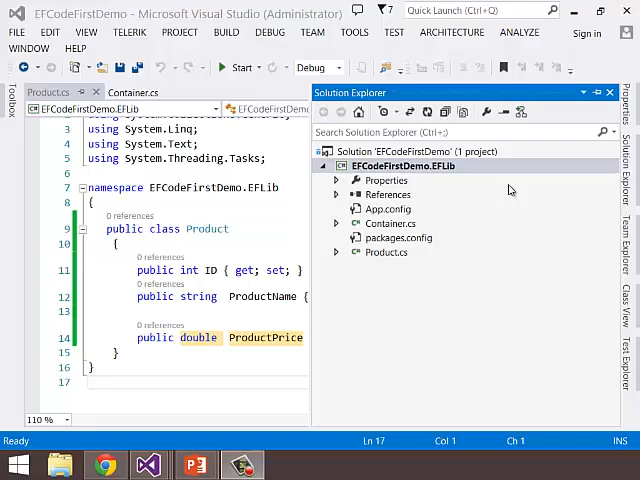 EFCodeFirstDemo - Microsoft Visual Studio (Administrator)
7
Quick Launch (Ctrl+Q)
FILE EDIT VIEW TELERIK PROJECT BUILD DEBUG TEAM TOOLS TEST ARCHITECTURE ANALYZE
Sign in
WINDOW HELP
Start
Debug
Toolbox
Product.cs
Container.cs
EFCodeFirstDemo.EFLib
EFCodeFirstDemo
3 using System.Linq;
4 using System.Text;
5 using System.Threading.Tasks;
6
7 namespace EFCodeFirstDemo.EFLib
8 {
0 references
9 public class Product
10 {
0 references
11 public int ID { get; set; }
0 references
12 public string ProductName {
13
0 references
14 public double ProductPrice
15 }
16 }
17
110 %
Solution Explorer
Search Solution Explorer (Ctrl+;)
Solution 'EFCodeFirstDemo' (1 project)
EFCodeFirstDemo.EFLib
Properties
References
App.config
Container.cs
packages.config
Product.cs
Properties
Solution Explorer
Team Explorer
Class View
Test Explorer
Ready
Ln 17
Col 1
Ch 1
INS